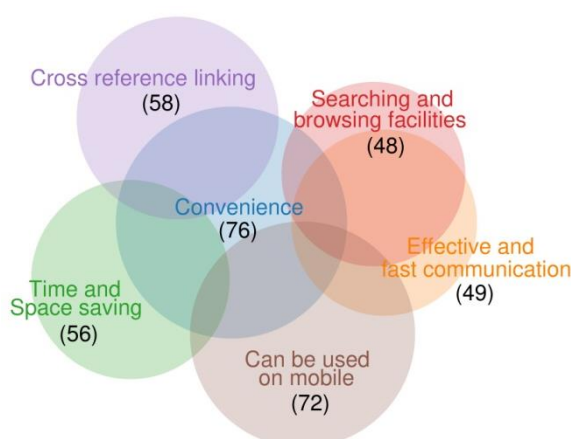 Cross reference linking
(58)
Searching and
browsing facilities
(48)
Convenience
(76)
Effective and
fast communication
(49)
Time and
Space saving
(56)
Can be used
on mobile
(72)